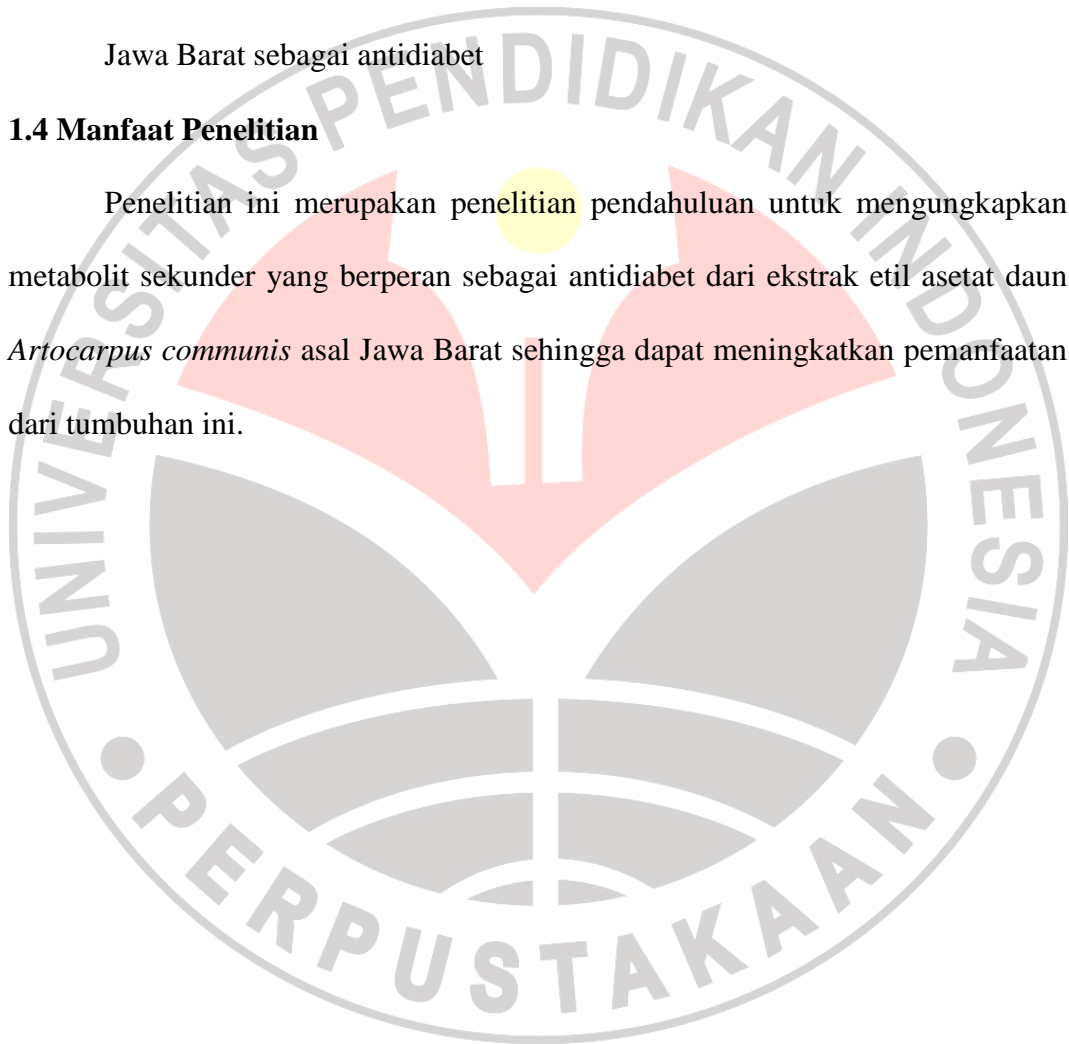 Jawa Barat sebagai antidiabet
1.4 Manfaat Penelitian
Penelitian ini merupakan penelitian pendahuluan untuk mengungkapkan
metabolit sekunder yang berperan sebagai antidiabet dari ekstrak etil asetat daun
Artocarpus communis asal Jawa Barat sehingga dapat meningkatkan pemanfaatan
dari tumbuhan ini.
UNIVERSITAS PENDIDIKAN INDONESIA
PERPUSTAKAAN